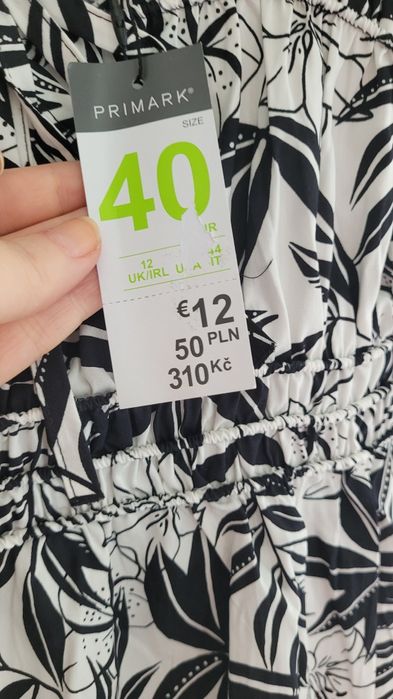 PRIMARK®
SIZE
40
12
UK/IRL
€12
50 PLN
310 Kč